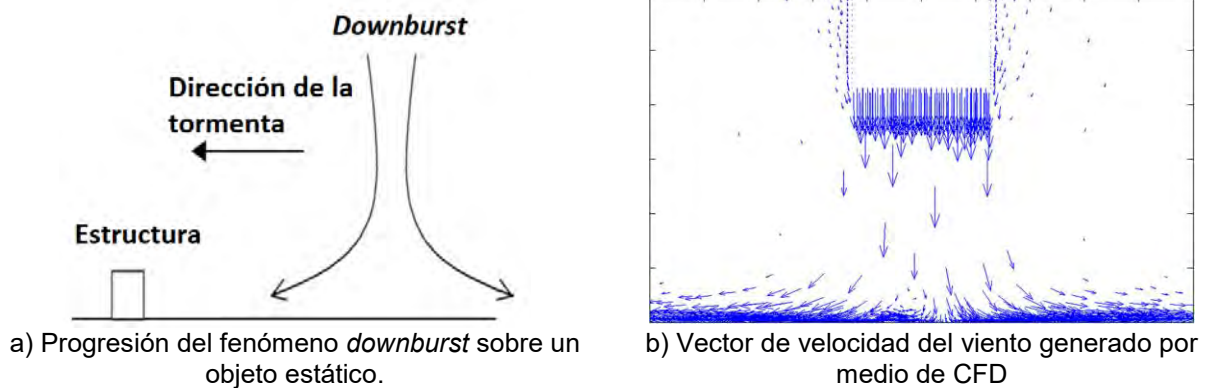 Downburst
Dirección de la
tormenta
Estructura
a) Progresión del fenómeno downburst sobre un
objeto estático.
b) Vector de velocidad del viento generado por
medio de CFD